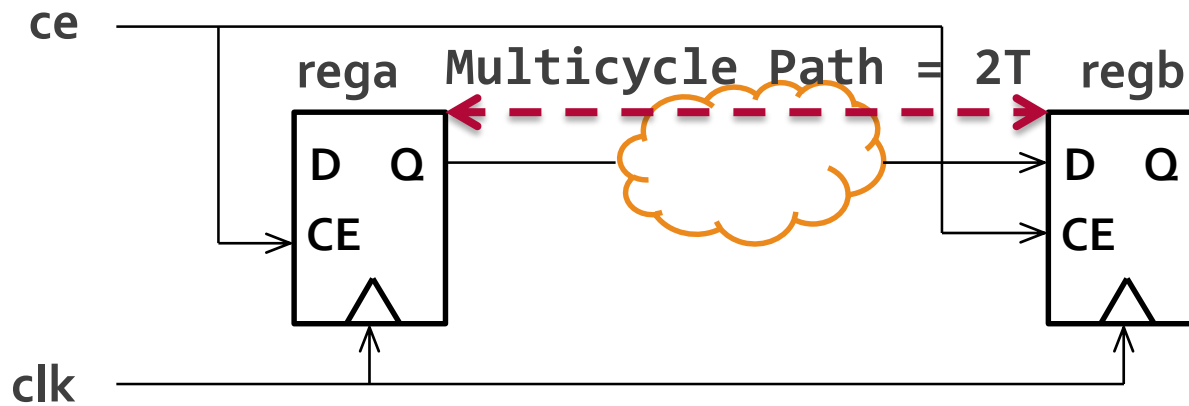 ce
rega Multicycle Path = 2T regb
D Q D Q
CE CE
clk